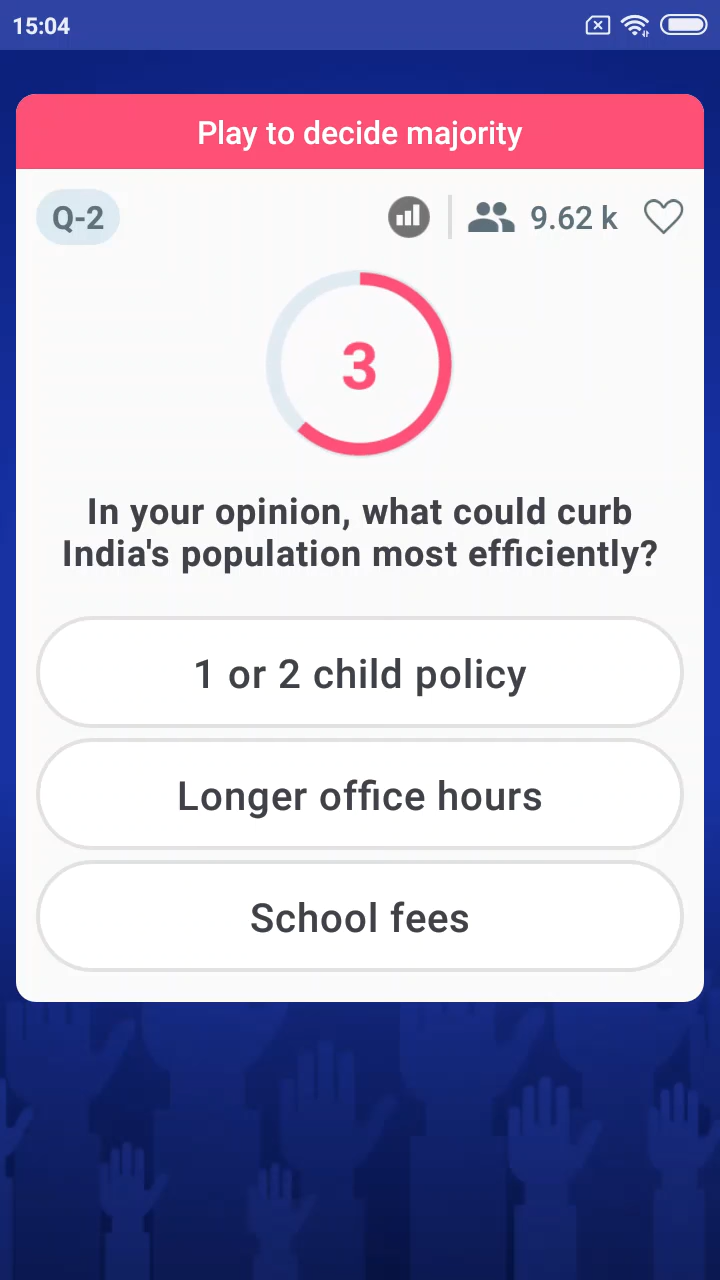 15:04
Play to decide majority
Q-2
9.62 k
3
In your opinion, what could curb
India's population most efficiently?
1 or 2 child policy
Longer office hours
School fees